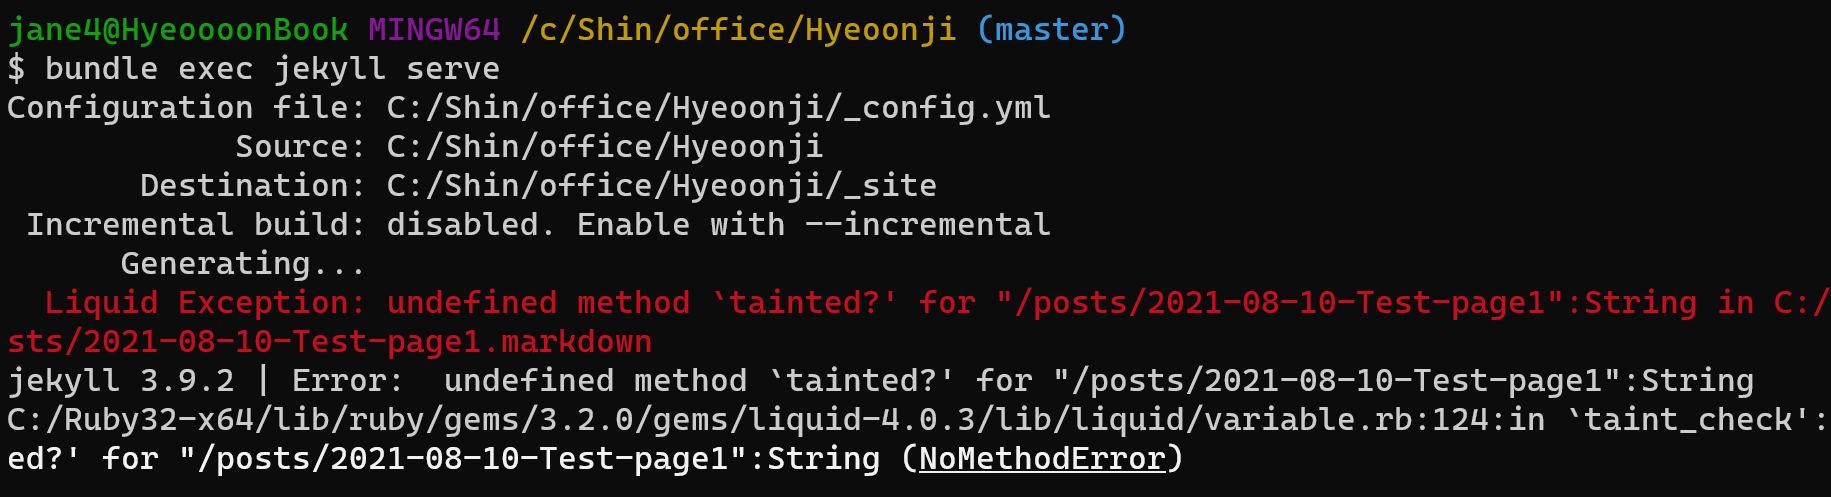 jane4@HyeoooonBook MINGW64 /c/Shin/office/Hyeoonji (master)
$ bundle exec jekyll serve
Configuration file: C:/Shin/office/Hyeoonji/_config.yml
Source: C:/Shin/office/Hyeoonji
Destination: C:/Shin/office/Hyeoonji/_site
Incremental build: disabled. Enable with --incremental
Generating...
Liquid Exception: undefined method `tainted?' for "/posts/2021-08-10-Test-page1":String in C:/
sts/2021-08-10-Test-page1.markdown
jekyll 3.9.2 | Error:  undefined method `tainted?' for "/posts/2021-08-10-Test-page1":String
C:/Ruby32-x64/lib/ruby/gems/3.2.0/gems/liquid-4.0.3/lib/liquid/variable.rb:124:in `taint_check':
ed?' for "/posts/2021-08-10-Test-page1":String (NoMethodError)